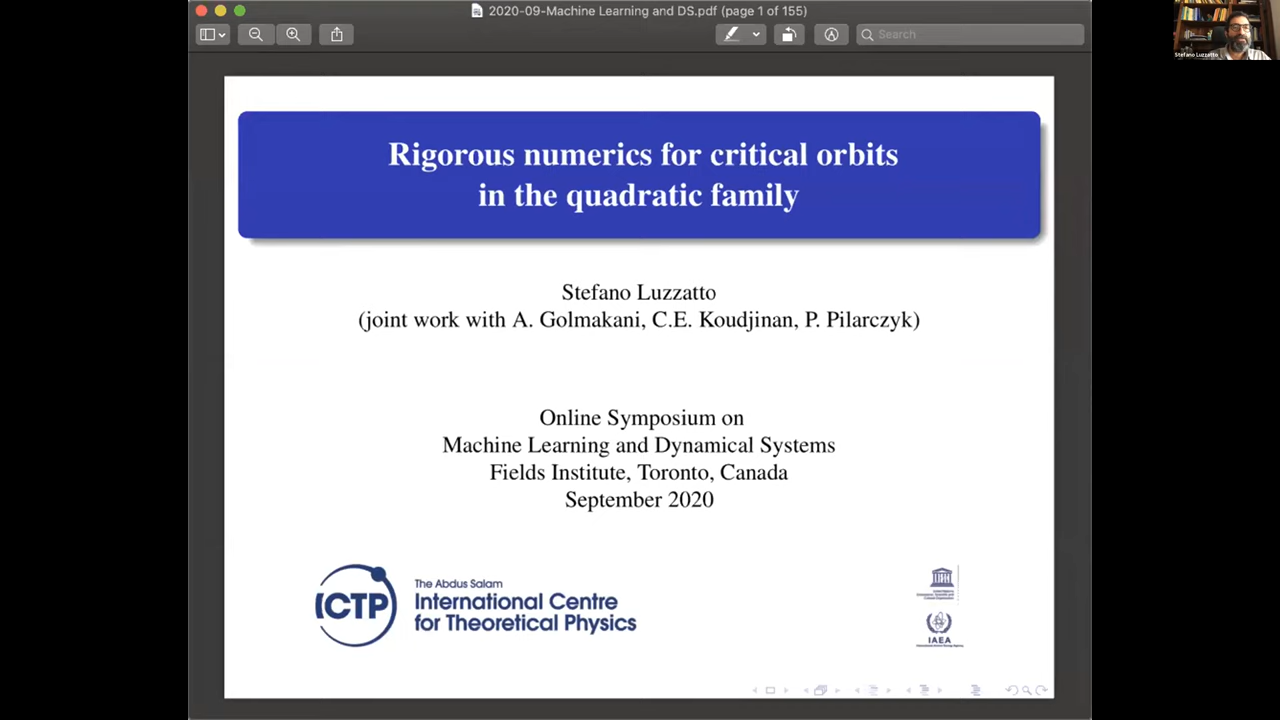 2020-09-Machine Learning and DS.pdf (page 1 of 155)
Search
Stefano Luzzatto
Rigorous numerics for critical orbits
in the quadratic family
Stefano Luzzatto
(joint work with A. Golmakani, C.E. Koudjinan, P. Pilarczyk)
Online Symposium on
Machine Learning and Dynamical Systems
Fields Institute, Toronto, Canada
September 2020
ICTP
The Abdus Salam
International Centre
for Theoretical Physics
IAEA